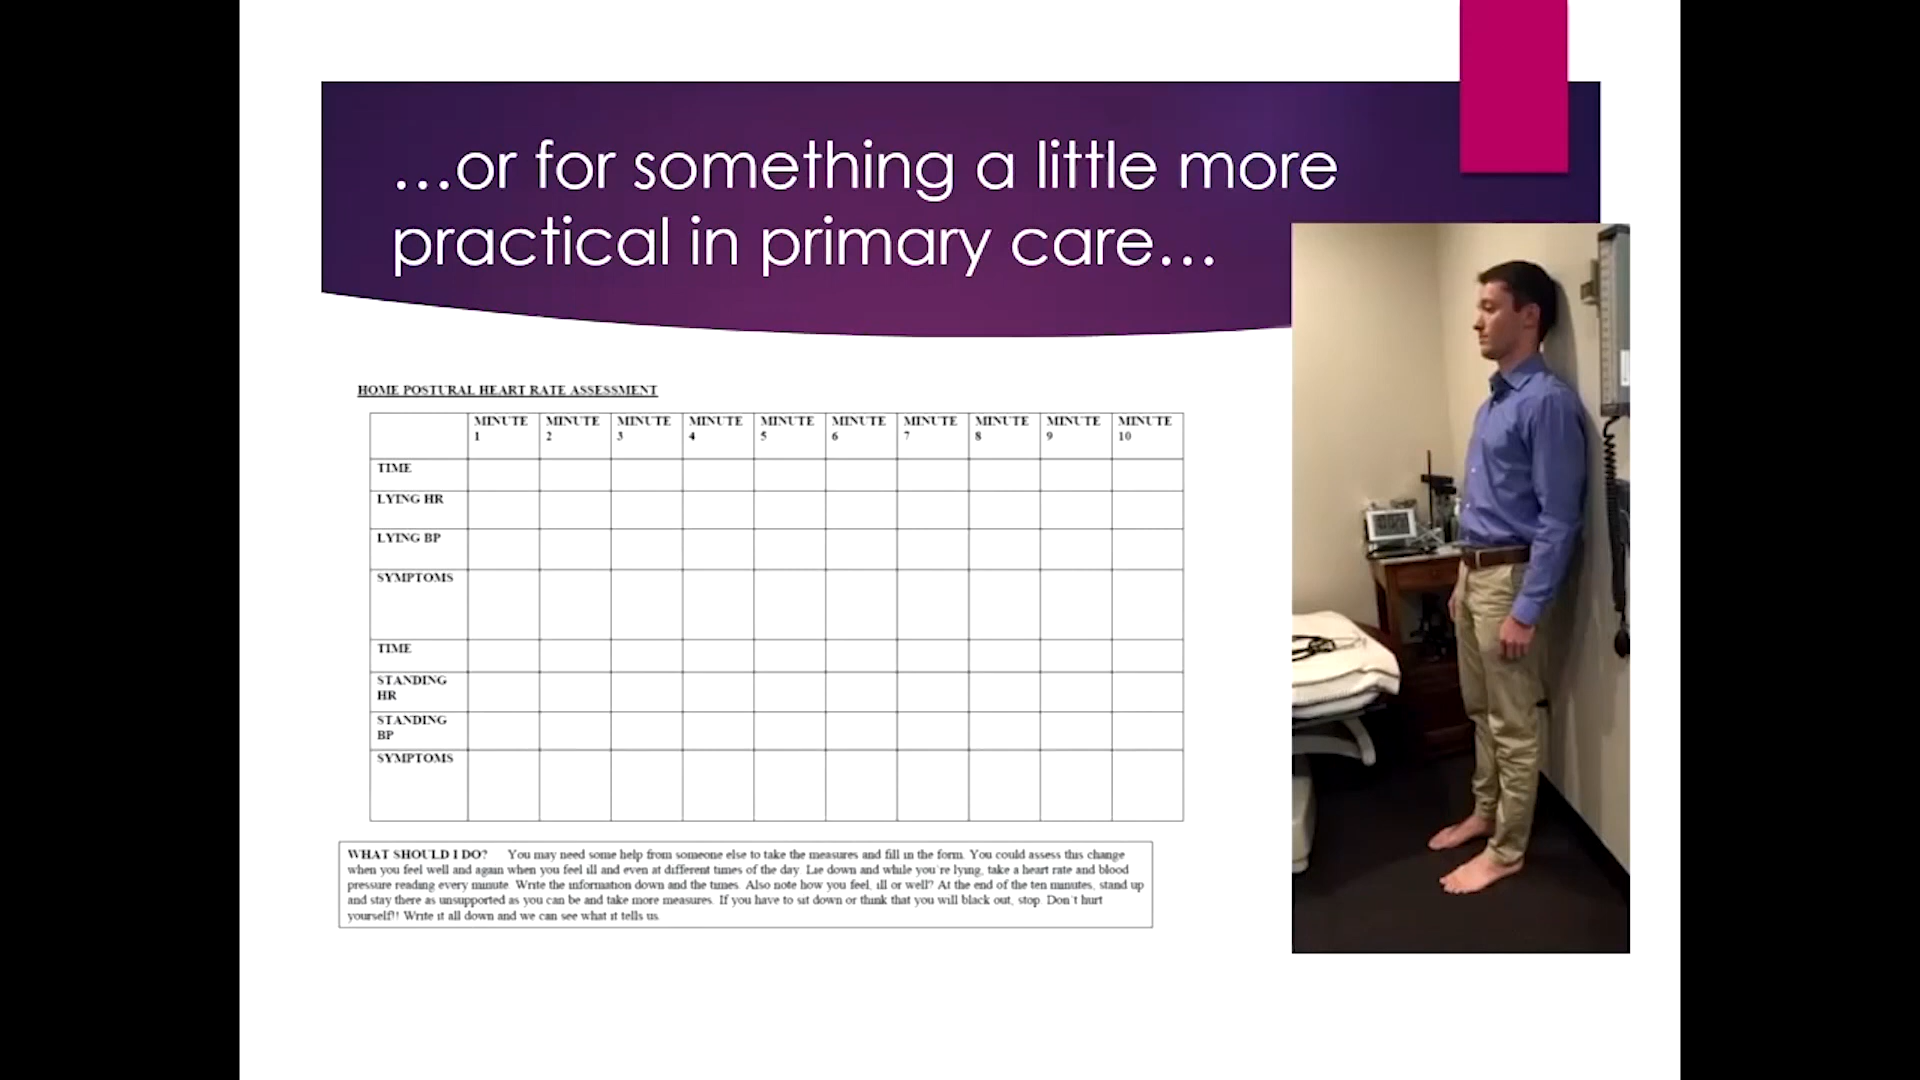 …or for something a little more
practical in primary care…
HOME POSTURAL HEART RATE ASSESSMENT
MINUTE 1 MINUTE 2 MINUTE 3 MINUTE 4 MINUTE 5 MINUTE 6 MINUTE 7 MINUTE 8 MINUTE 9 MINUTE 10
TIME
LYING HR
LYING BP
SYMPTOMS
TIME
STANDING
HR
STANDING
BP
SYMPTOMS
WHAT SHOULD I DO? You may need some help from someone else to take the measures and fill in the form. You could assess this change
when you feel well and again when you feel ill and even at different times of the day. Lie down and while you're lying, take a heart rate and blood
pressure reading every minute. Write the information down and the times. Also note how you feel, ill or well? At the end of the ten minutes, stand up
and stay there as unsupported as you can be and take more measures. If you have to sit down or think that you will black out, stop. Don't hurt
yourself!! Write it all down and we can see what it tells us.